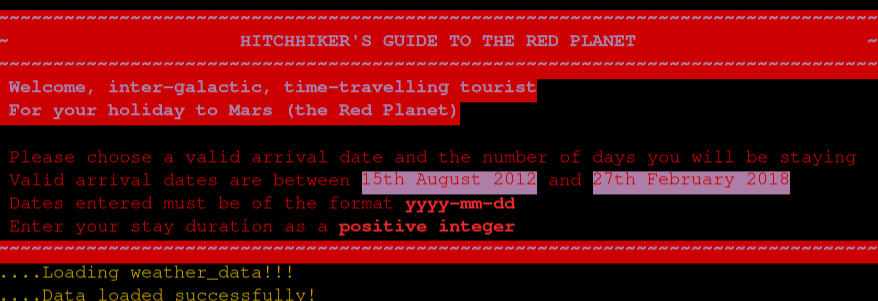 ~~~~~~~~~~~~~~~~~~~~~~~~~~~~~~~~~~~~~~~~~~~~~~~~~~~~~~~~~~~~~~~~~~~~~~~~~~~~~~~~
~ HITCHHIKER'S GUIDE TO THE RED PLANET ~
~~~~~~~~~~~~~~~~~~~~~~~~~~~~~~~~~~~~~~~~~~~~~~~~~~~~~~~~~~~~~~~~~~~~~~~~~~~~~~~~
Welcome, inter-galactic, time-travelling tourist
For your holiday to Mars (the Red Planet)
Please choose a valid arrival date and the number of days you will be staying
Valid arrival dates are between 15th August 2012 and 27th February 2018
Dates entered must be of the format yyyy-mm-dd
Enter your stay duration as a positive integer
~~~~~~~~~~~~~~~~~~~~~~~~~~~~~~~~~~~~~~~~~~~~~~~~~~~~~~~~~~~~~~~~~~~~~~~~~~~~~~~~
....Loading weather_data!!!
....Data loaded successfully!